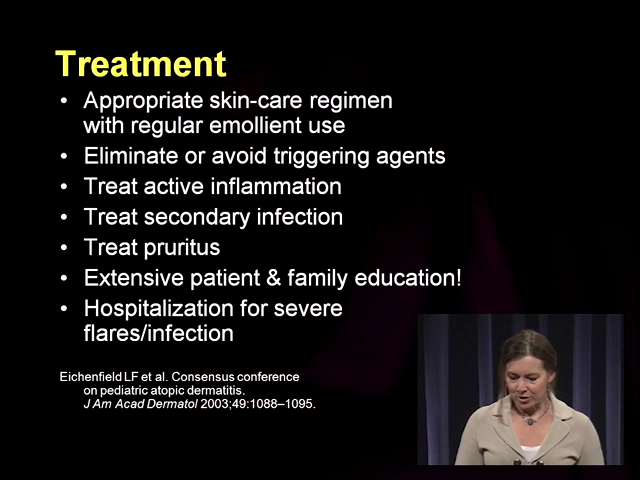 Treatment
• Appropriate skin-care regimen
with regular emollient use
• Eliminate or avoid triggering agents
• Treat active inflammation
• Treat secondary infection
• Treat pruritus
• Extensive patient & family education!
• Hospitalization for severe
flares/infection
Eichenfield LF et al. Consensus conference
on pediatric atopic dermatitis.
J Am Acad Dermatol 2003;49:1088–1095.